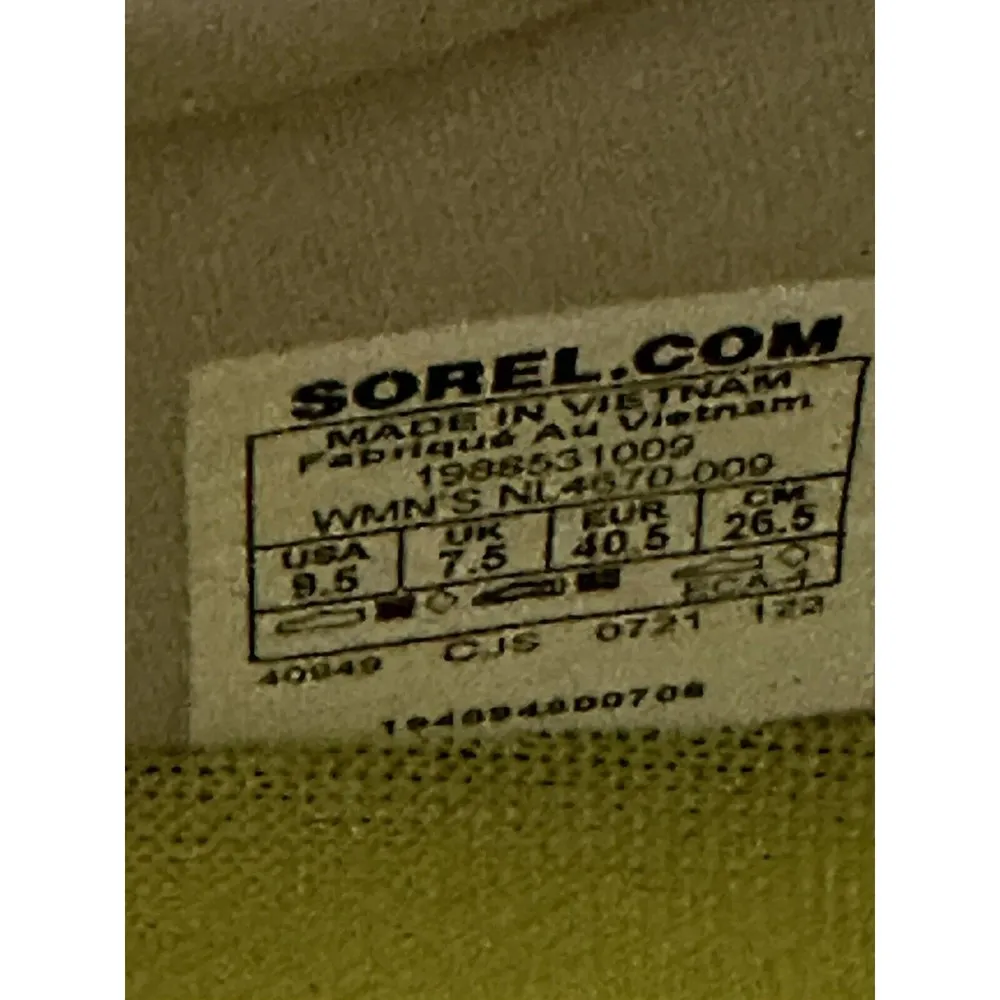 SOREL.COM
MADE IN VIETNAM
Fabriqué Au Vietnam
1988531009
WMN'S NL4670-009
USA UK EUR CM
9.5 7.5 40.5 26.5
CJS 0721 122